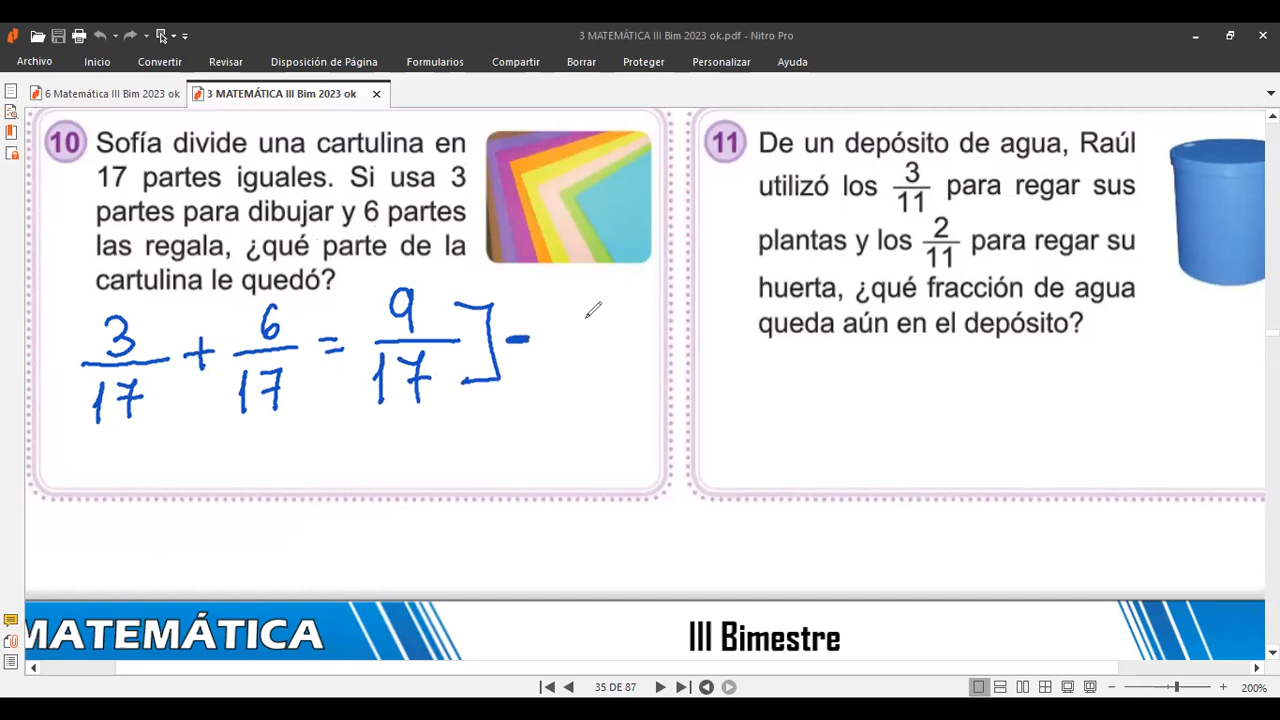 3 MATEMÁTICA III Bim 2023 ok.pdf - Nitro Pro
Archivo Inicio Convertir Revisar Disposición de Página Formularios Compartir Borrar Proteger Personalizar Ayuda
6 Matemática III Bim 2023 ok 3 MATEMÁTICA III Bim 2023 ok
10 Sofía divide una cartulina en
17 partes iguales. Si usa 3
partes para dibujar y 6 partes
las regala, ¿qué parte de la
cartulina le quedó?
3/17 + 6/17 = 9/17 ] -
11 De un depósito de agua, Raúl
utilizó los 3/11 para regar sus
plantas y los 2/11 para regar su
huerta, ¿qué fracción de agua
queda aún en el depósito?
MATEMÁTICA III Bimestre
35 DE 87 200%